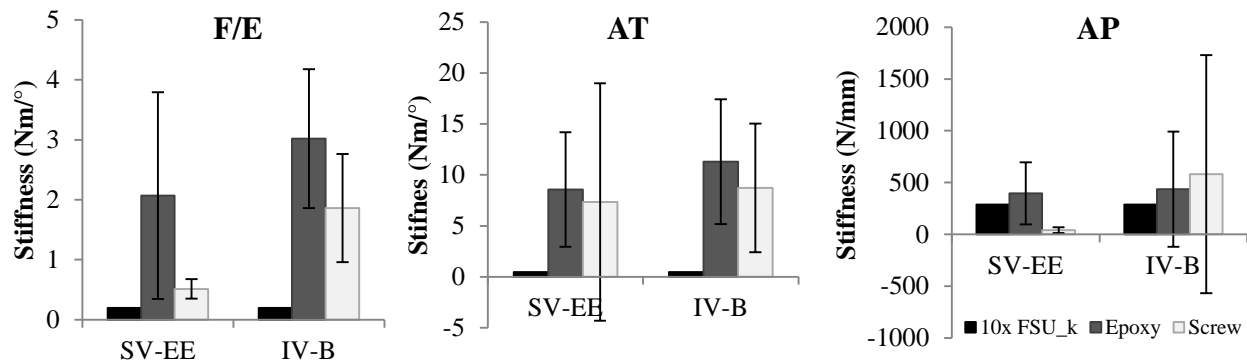 F/E
Stiffness (Nm/°)
5
4
3
2
1
0
SV-EE IV-B
AT
Stiffnes (Nm/°)
25
20
15
10
5
0
-5
SV-EE IV-B
AP
Stiffness (N/mm)
2000
1500
1000
500
0
-500
-1000
SV-EE IV-B
10x FSU_k Epoxy Screw